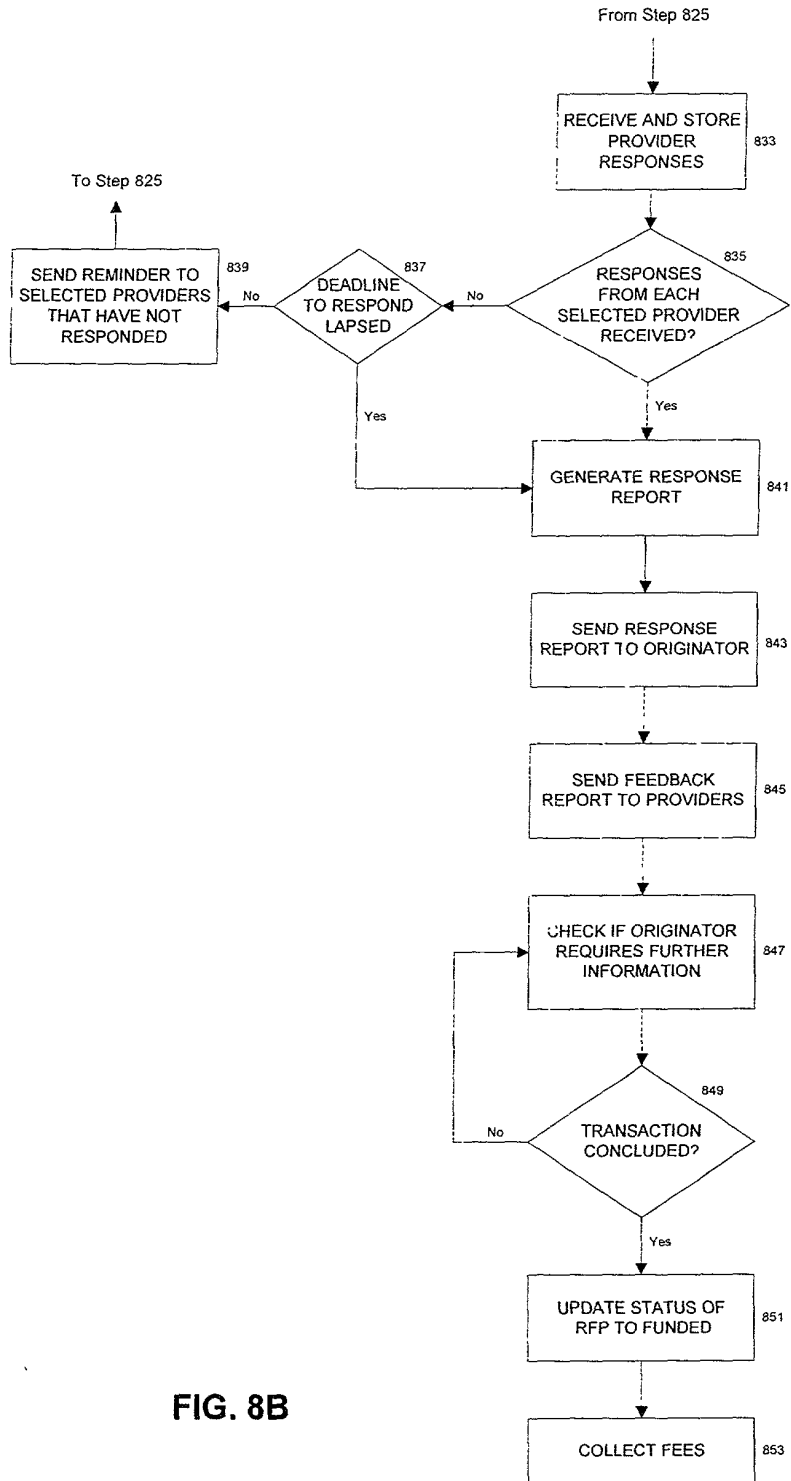 From Step 825
RECEIVE AND STORE
PROVIDER
RESPONSES
833
To Step 825
SEND REMINDER TO
SELECTED PROVIDERS
THAT HAVE NOT
RESPONDED
839
No
DEADLINE
TO RESPOND
LAPSED
837
No
RESPONSES
FROM EACH
SELECTED PROVIDER
RECEIVED?
835
Yes
Yes
GENERATE RESPONSE
REPORT
841
SEND RESPONSE
REPORT TO ORIGINATOR
843
SEND FEEDBACK
REPORT TO PROVIDERS
845
CHECK IF ORIGINATOR
REQUIRES FURTHER
INFORMATION
847
849
No
TRANSACTION
CONCLUDED?
Yes
UPDATE STATUS OF
RFP TO FUNDED
851
FIG. 8B
COLLECT FEES
853